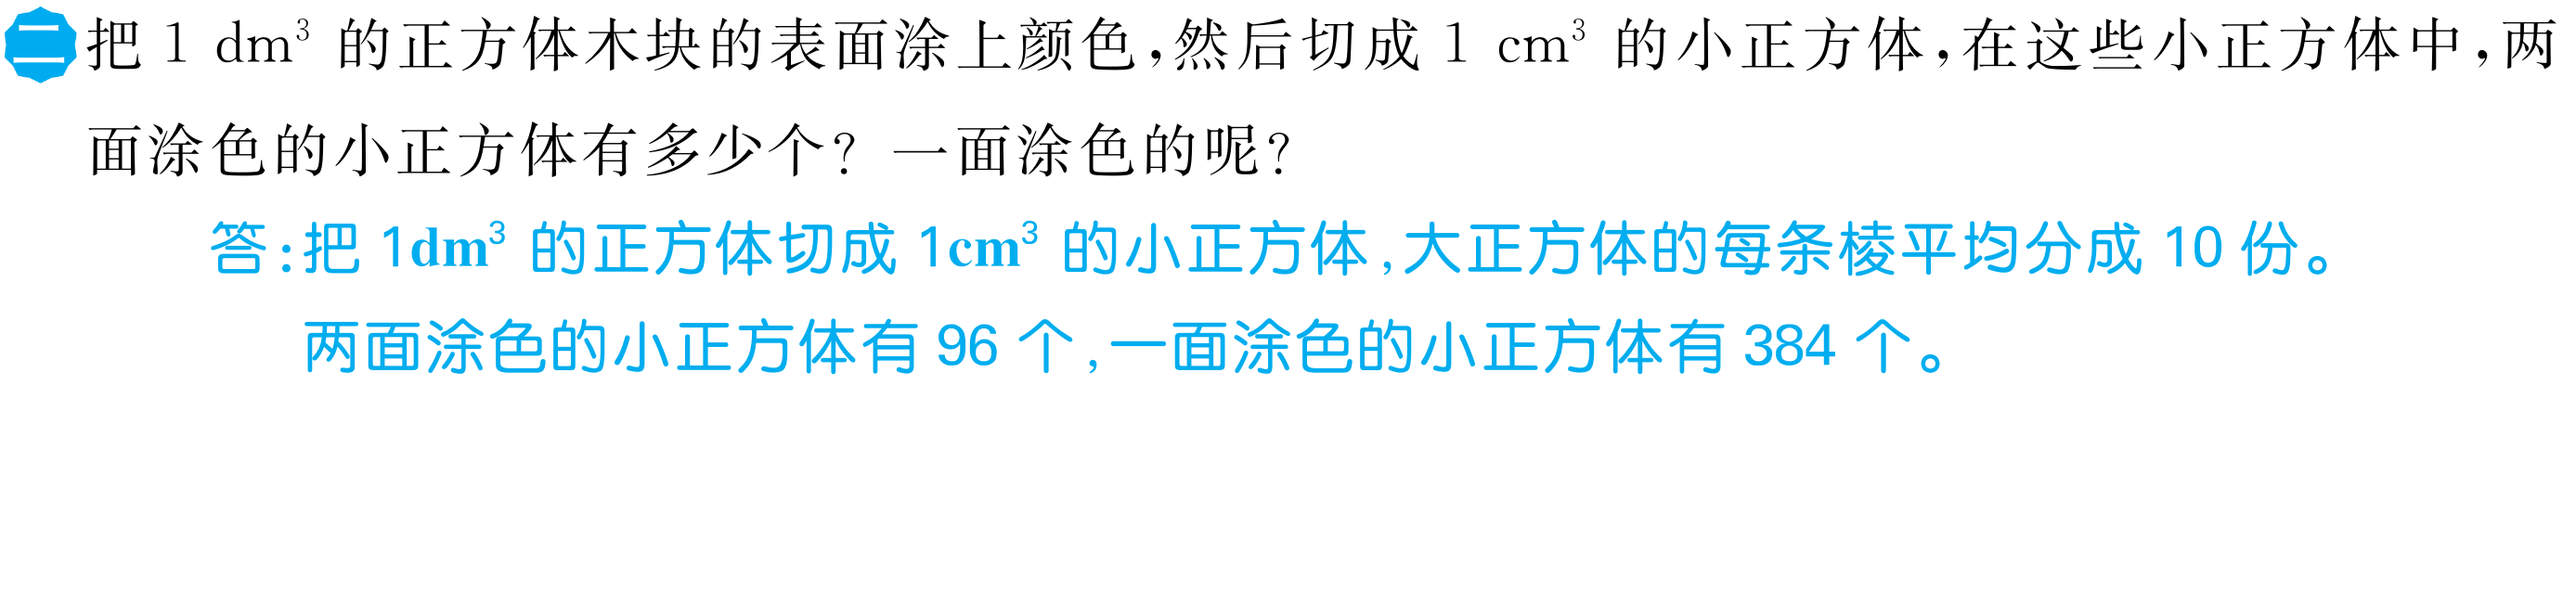 二 把 1 dm³ 的正方体木块的表面涂上颜色,然后切成 1 cm³ 的小正方体,在这些小正方体中,两
面涂色的小正方体有多少个? 一面涂色的呢?
答:把 1dm³ 的正方体切成 1cm³ 的小正方体,大正方体的每条棱平均分成 10 份。
两面涂色的小正方体有 96 个,一面涂色的小正方体有 384 个。